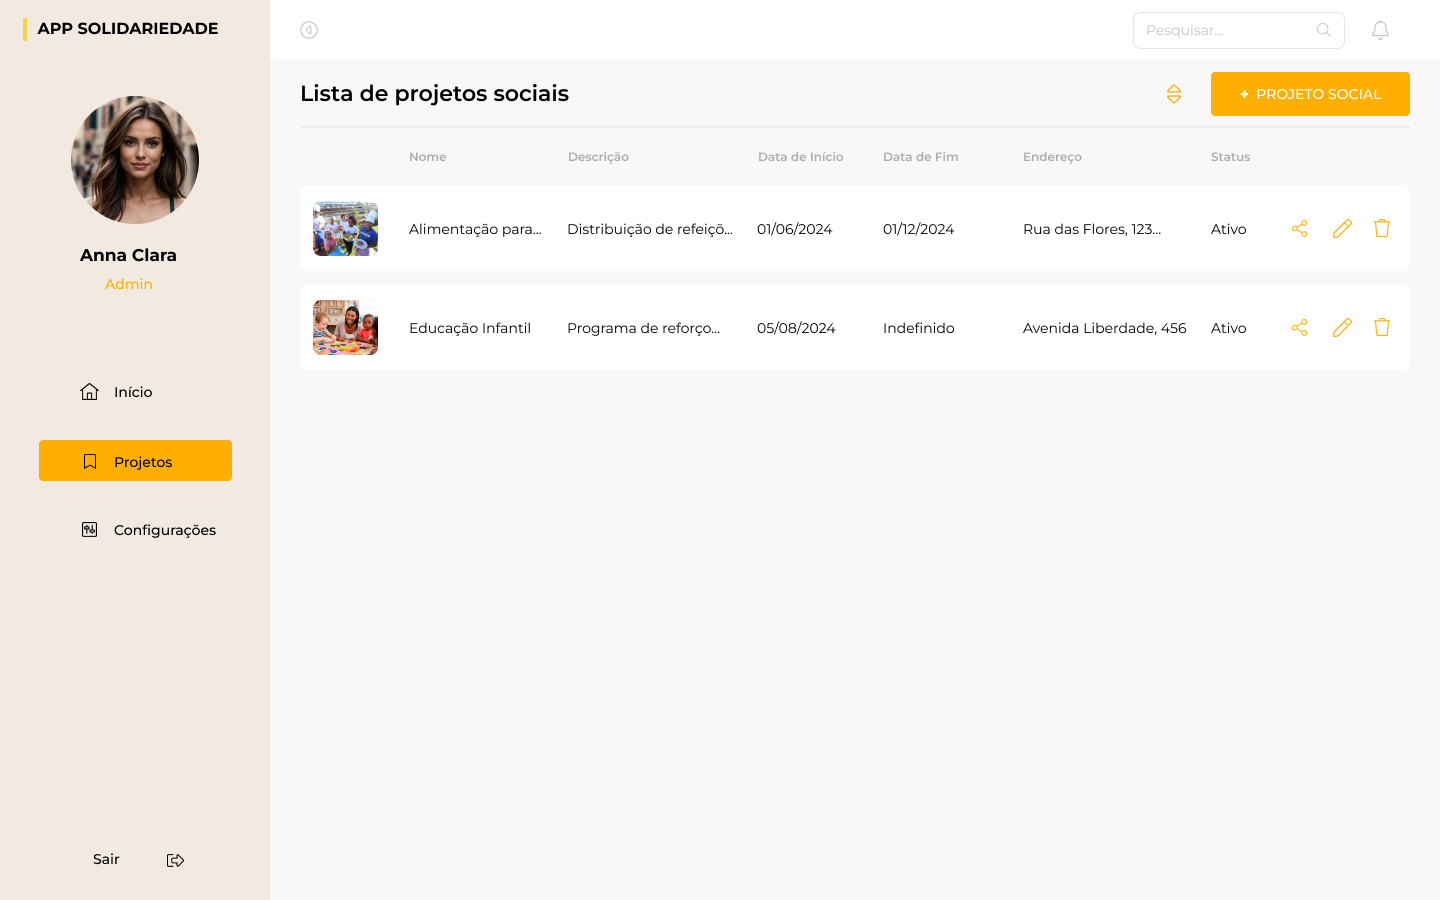 APP SOLIDARIEDADE
Pesquisar...
Anna Clara
Admin
Início
Projetos
Configurações
Sair
Lista de projetos sociais
+ PROJETO SOCIAL
Nome Descrição Data de Início Data de Fim Endereço Status
Alimentação para... Distribuição de refeiçõ... 01/06/2024 01/12/2024 Rua das Flores, 123... Ativo
Educação Infantil Programa de reforço... 05/08/2024 Indefinido Avenida Liberdade, 456 Ativo